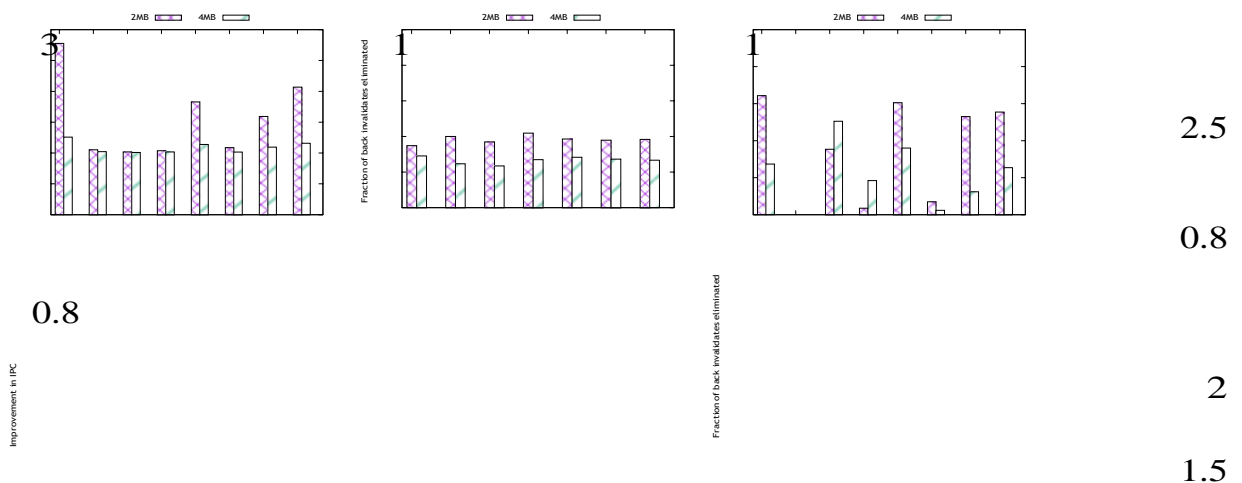 2MB 4MB
2MB 4MB
2MB 4MB
3
1
1
Fraction of back invalidates eliminated
2.5
0.8
Fraction of back invalidates eliminated
0.8
Improvement in IPC
2
1.5